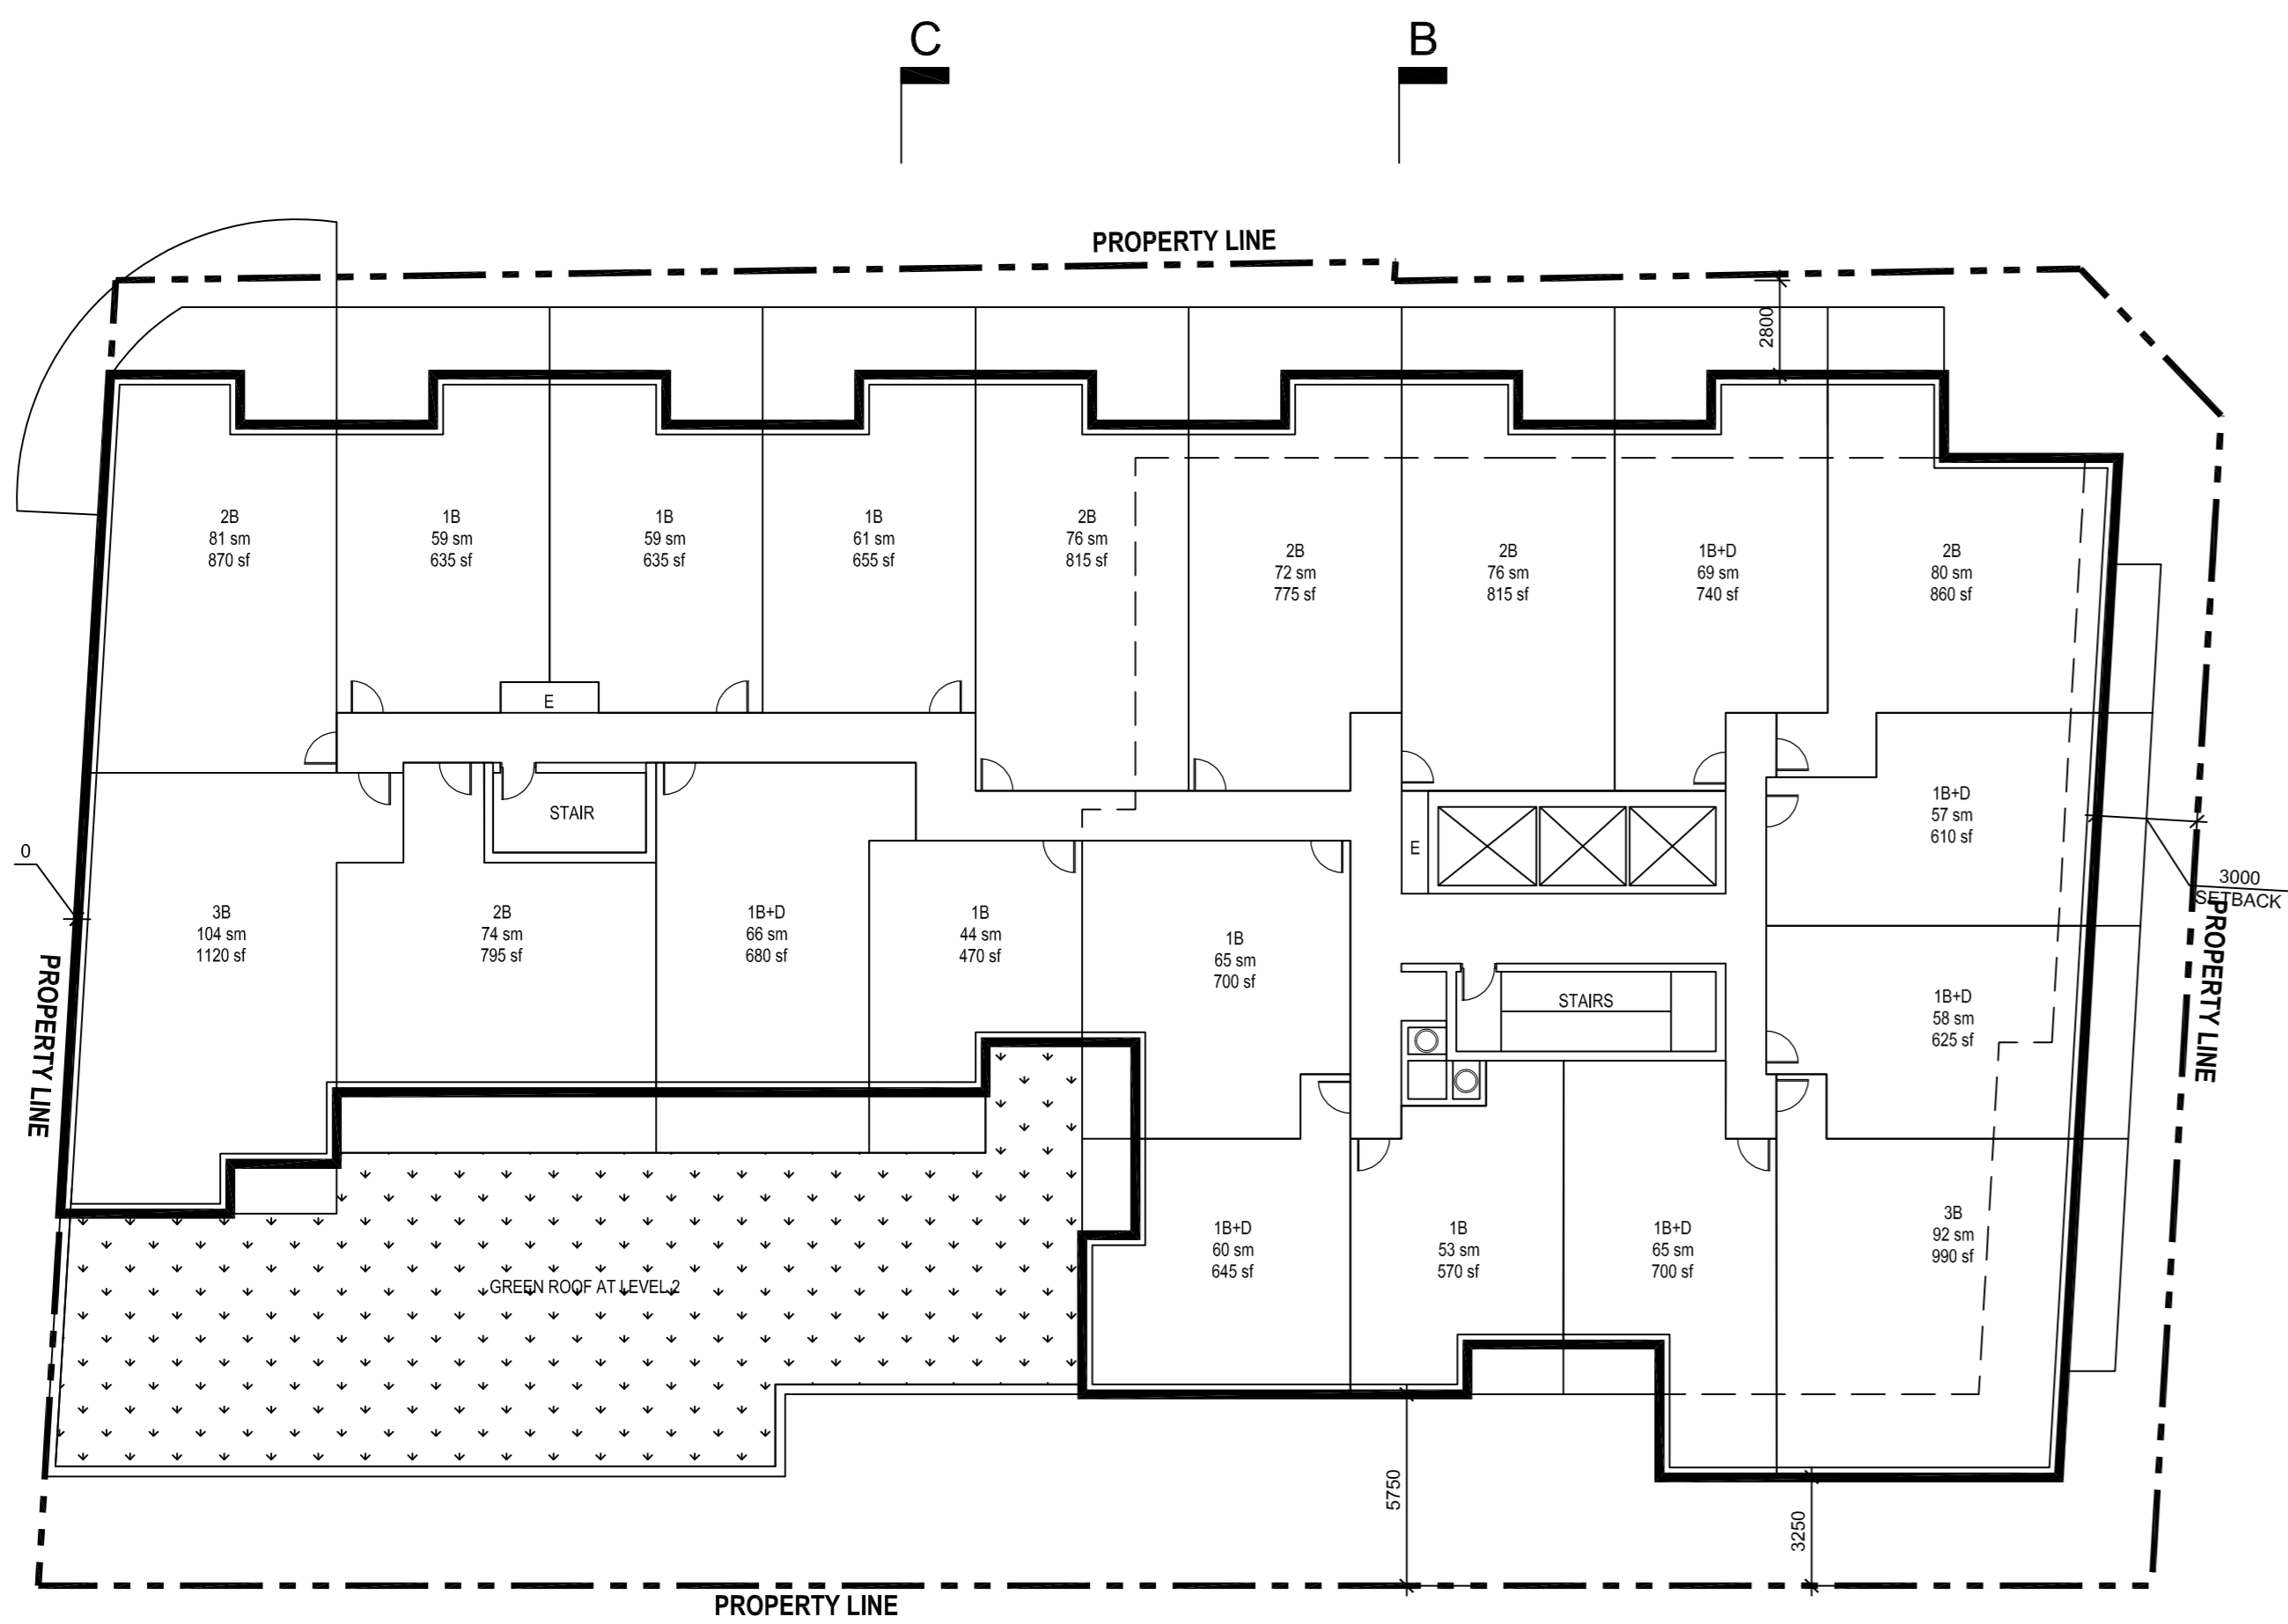 C
B
PROPERTY LINE
2800
2B
81 sm
870 sf
1B
59 sm
635 sf
1B
59 sm
635 sf
1B
61 sm
655 sf
2B
76 sm
815 sf
2B
72 sm
775 sf
2B
76 sm
815 sf
1B+D
69 sm
740 sf
2B
80 sm
860 sf
E
STAIR
1B+D
57 sm
610 sf
E
0
3000
SETBACK
3B
104 sm
1120 sf
2B
74 sm
795 sf
1B+D
66 sm
680 sf
1B
44 sm
470 sf
1B
65 sm
700 sf
STAIRS
1B+D
58 sm
625 sf
PROPERTY LINE
PROPERTY LINE
1B+D
60 sm
645 sf
1B
53 sm
570 sf
1B+D
65 sm
700 sf
3B
92 sm
990 sf
GREEN ROOF AT LEVEL 2
5750
3250
PROPERTY LINE